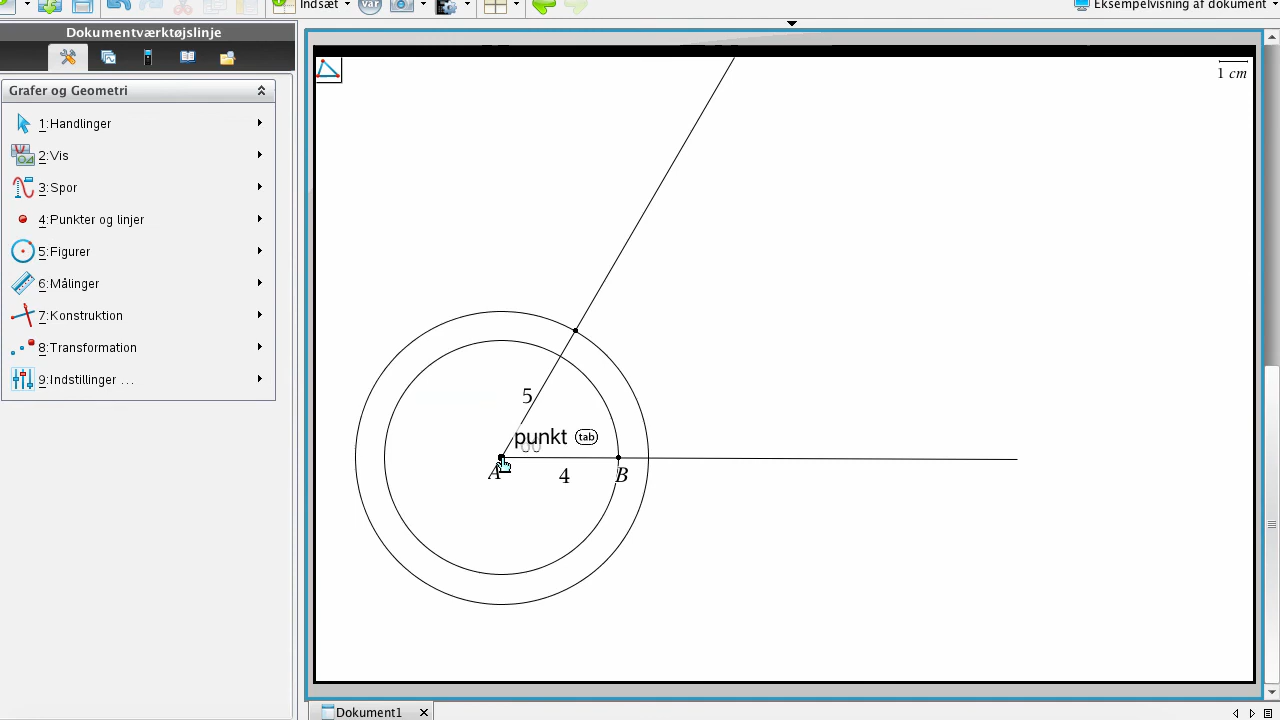 Indsæt
var
Eksempelvisning af dokument
Dokumentværktøjslinje
Grafer og Geometri
1:Handlinger
2:Vis
3:Spor
4:Punkter og linjer
5:Figurer
6:Målinger
7:Konstruktion
8:Transformation
9:Indstillinger ...
1 cm
5
punkt tab
A
4
B
Dokument1